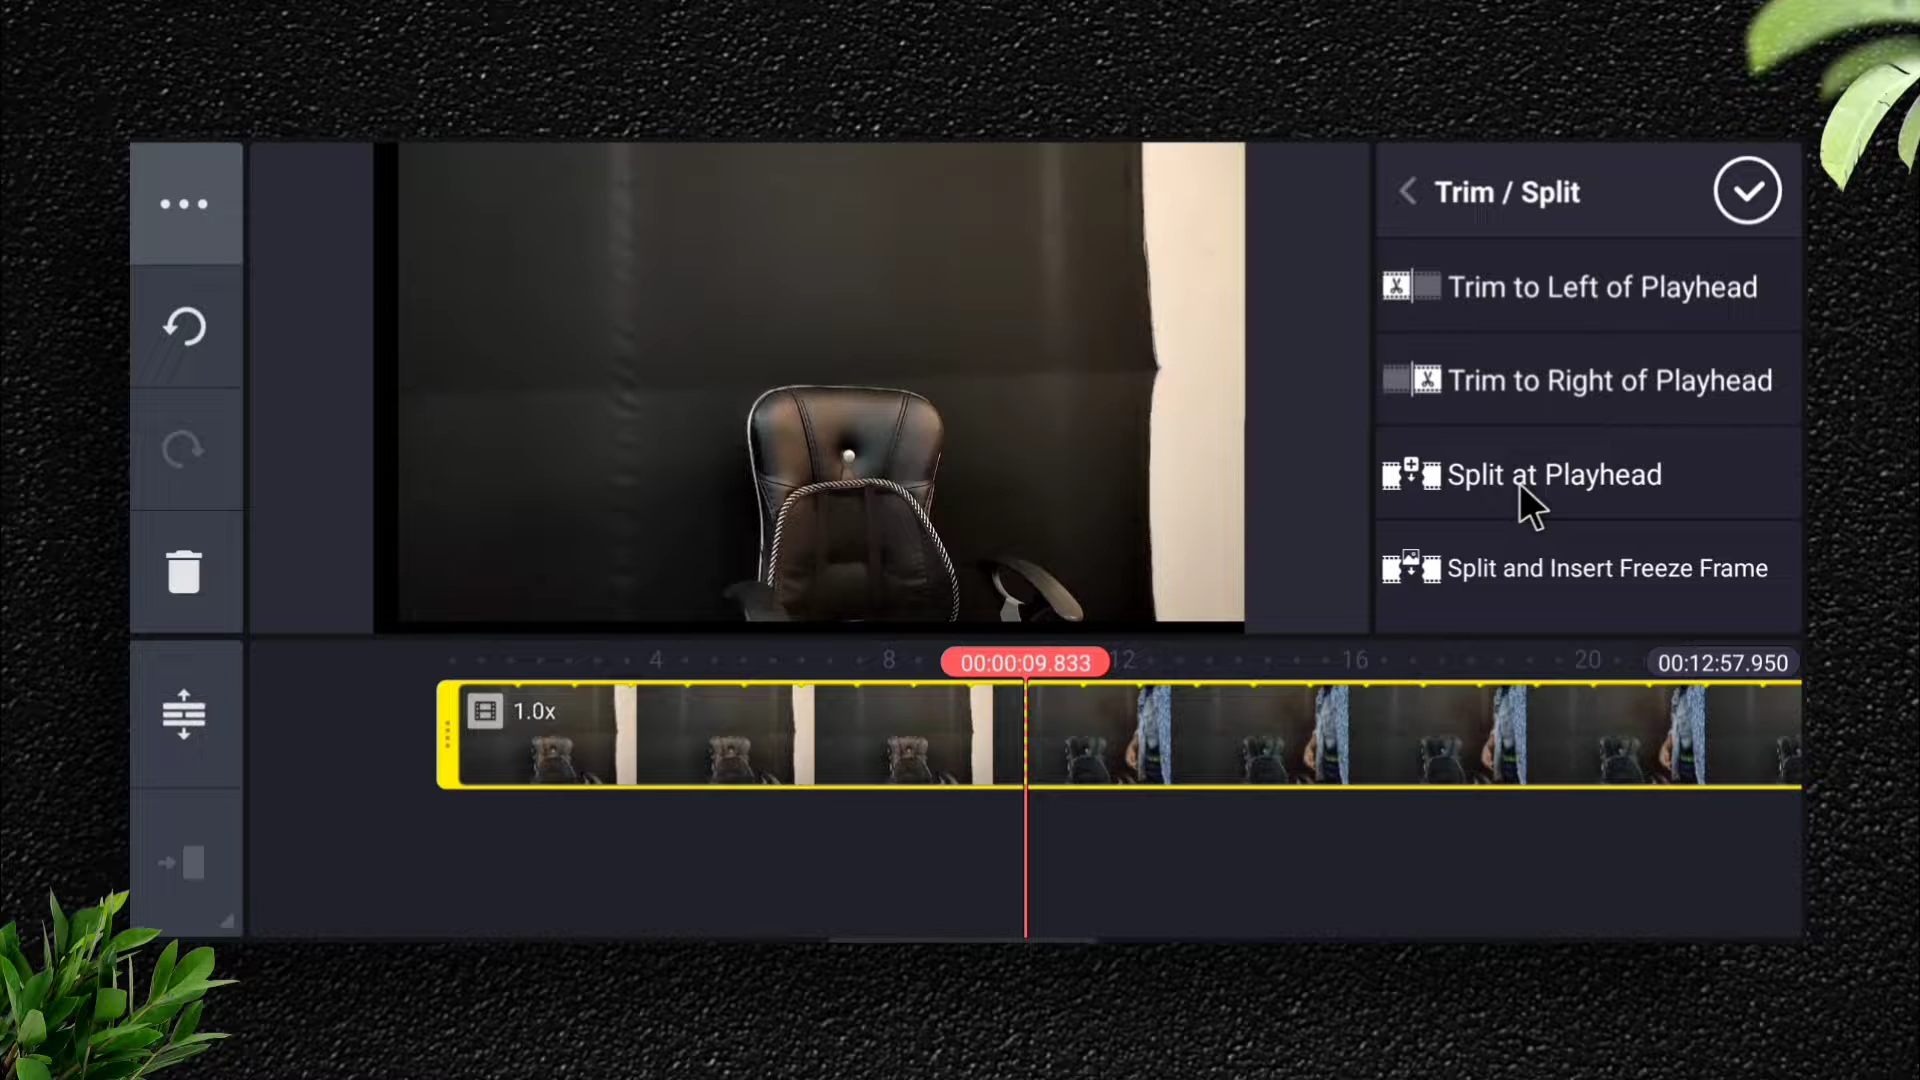 Trim / Split
Trim to Left of Playhead
Trim to Right of Playhead
Split at Playhead
Split and Insert Freeze Frame
4 8 00:00:09.833 12 16 20 00:12:57.950
1.0x